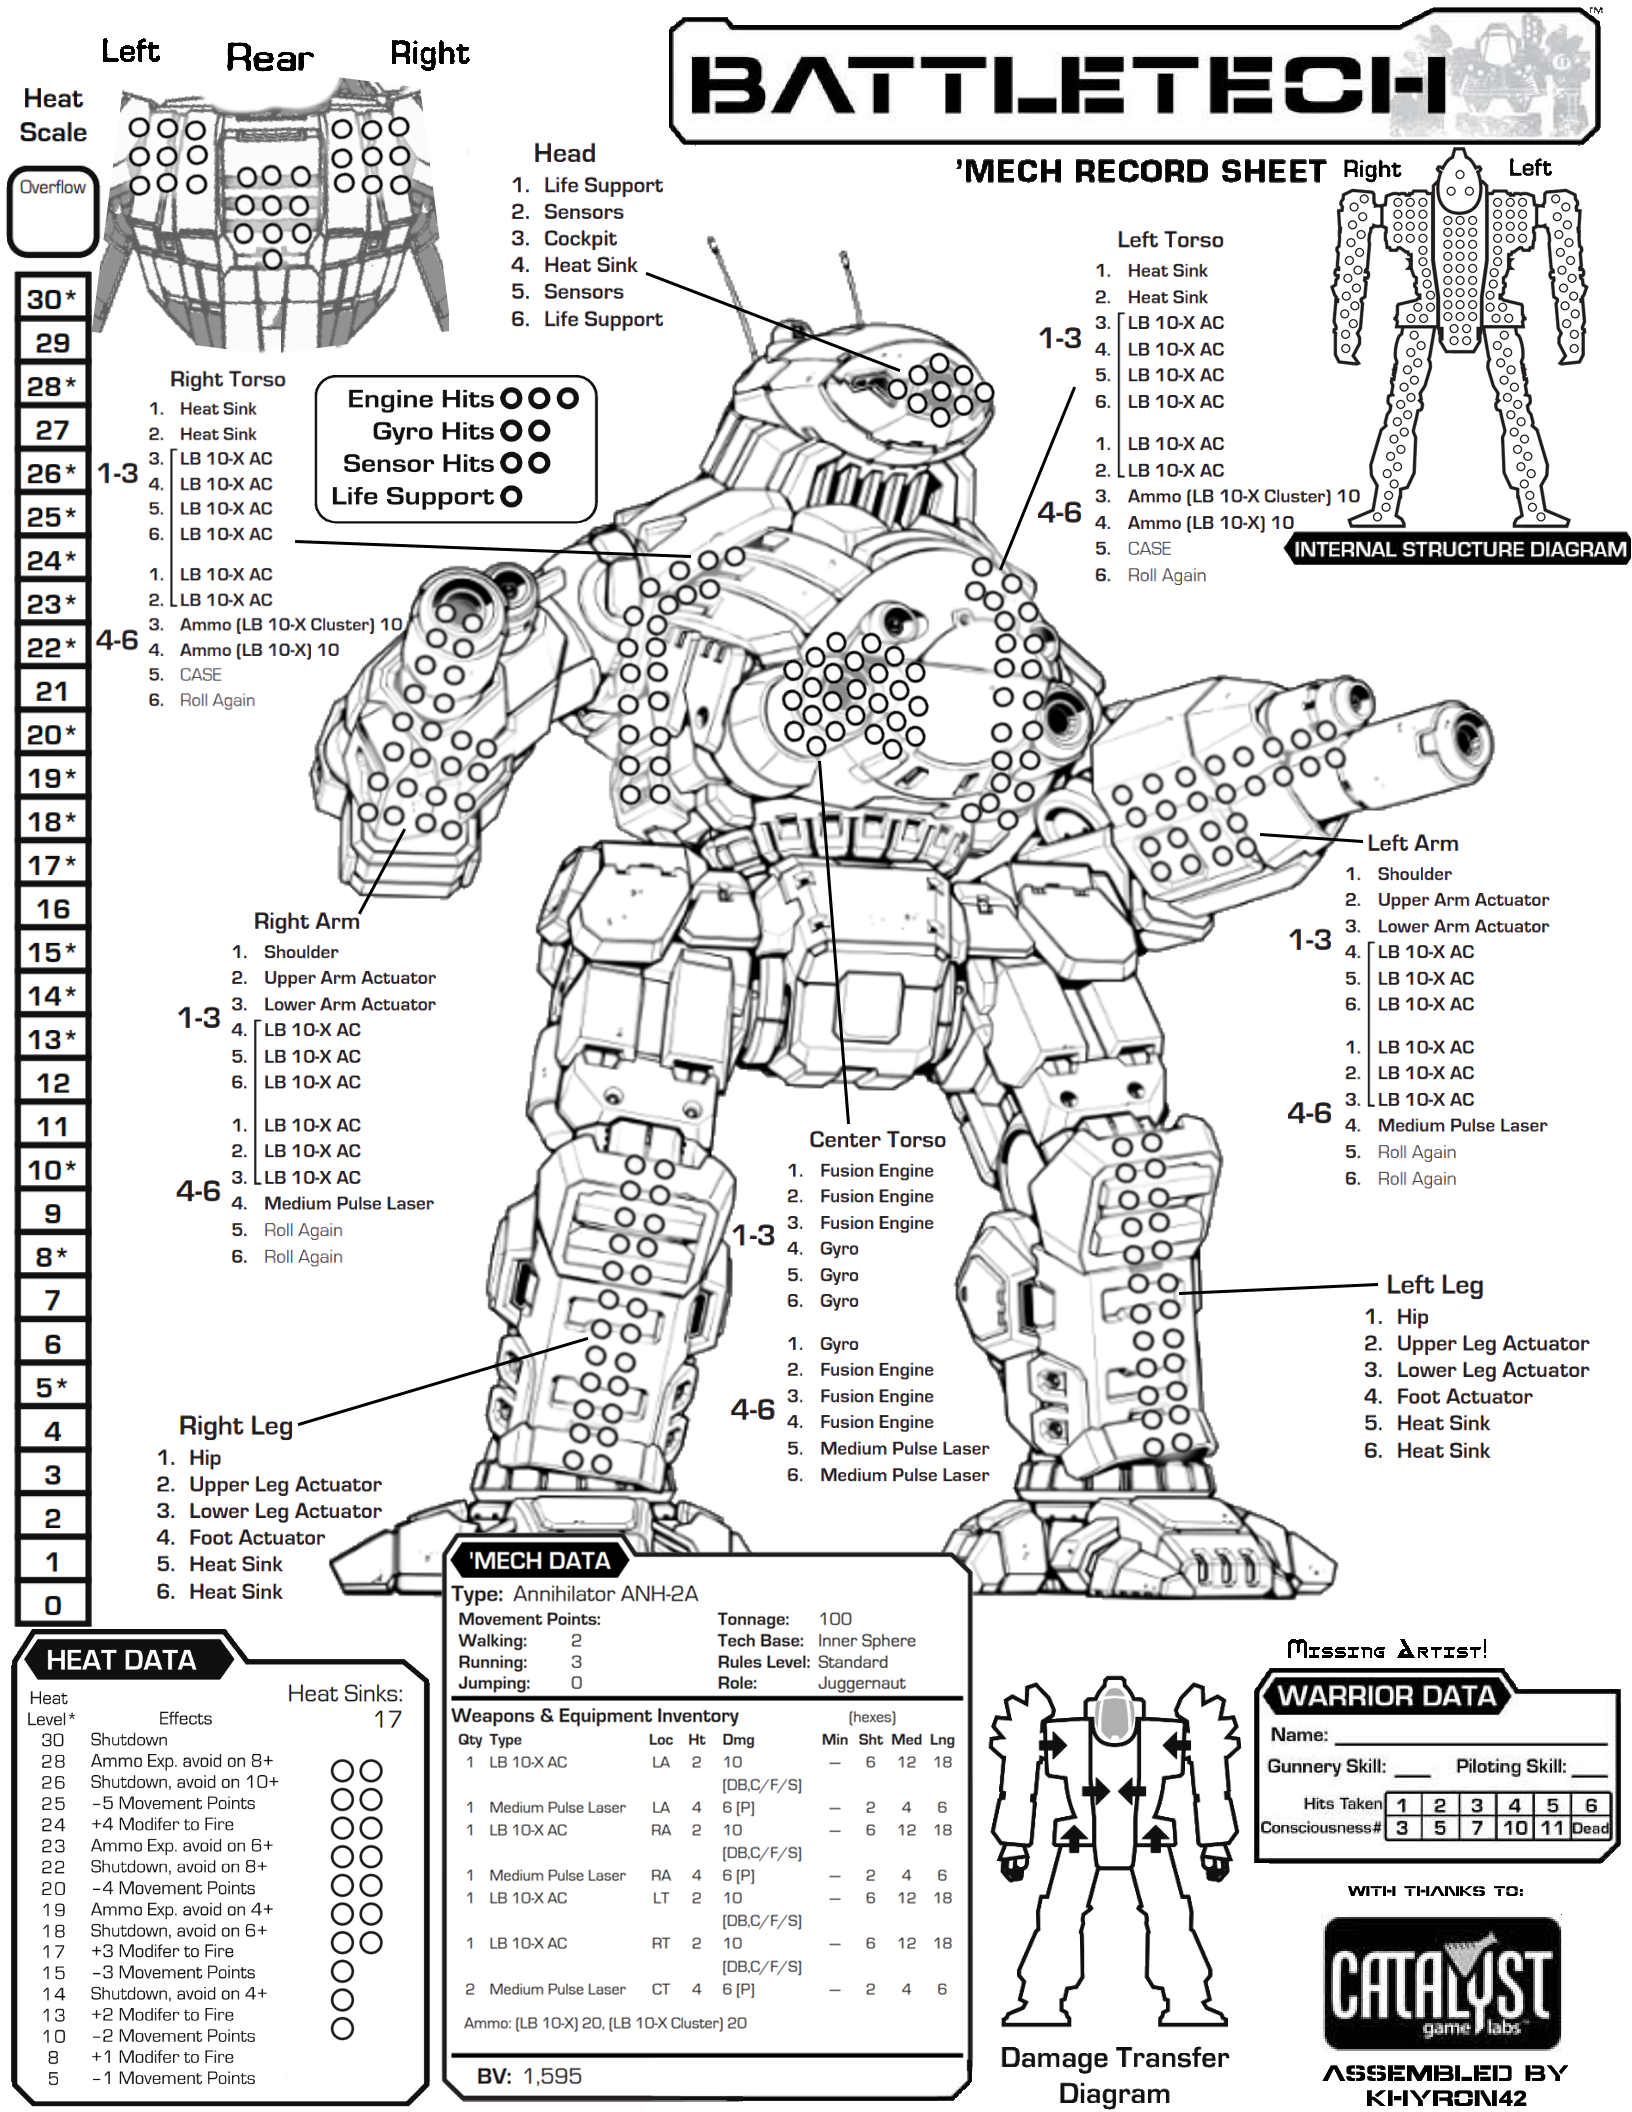 BATTLETECH
™
'MECH RECORD SHEET
Left Rear Right
Heat
Scale
Overflow
30*
29
28*
27
26*
25*
24*
23*
22*
21
20*
19*
18*
17*
16
15*
14*
13*
12
11
10*
9
8*
7
6
5*
4
3
2
1
0
Head
1. Life Support
2. Sensors
3. Cockpit
4. Heat Sink
5. Sensors
6. Life Support
Engine Hits
Gyro Hits
Sensor Hits
Life Support
Right Torso
1. Heat Sink
2. Heat Sink
3. LB 10-X AC
1-3
4. LB 10-X AC
5. LB 10-X AC
6. LB 10-X AC
1. LB 10-X AC
2. LB 10-X AC
3. Ammo (LB 10-X Cluster) 10
4-6
4. Ammo (LB 10-X) 10
5. CASE
6. Roll Again
Left Torso
1. Heat Sink
2. Heat Sink
3. LB 10-X AC
1-3
4. LB 10-X AC
5. LB 10-X AC
6. LB 10-X AC
1. LB 10-X AC
2. LB 10-X AC
3. Ammo (LB 10-X Cluster) 10
4-6
4. Ammo (LB 10-X) 10
5. CASE
6. Roll Again
Right Left
INTERNAL STRUCTURE DIAGRAM
Right Arm
1. Shoulder
2. Upper Arm Actuator
3. Lower Arm Actuator
1-3
4. LB 10-X AC
5. LB 10-X AC
6. LB 10-X AC
1. LB 10-X AC
2. LB 10-X AC
3. LB 10-X AC
4-6
4. Medium Pulse Laser
5. Roll Again
6. Roll Again
Left Arm
1. Shoulder
2. Upper Arm Actuator
3. Lower Arm Actuator
1-3
4. LB 10-X AC
5. LB 10-X AC
6. LB 10-X AC
1. LB 10-X AC
2. LB 10-X AC
3. LB 10-X AC
4-6
4. Medium Pulse Laser
5. Roll Again
6. Roll Again
Center Torso
1. Fusion Engine
2. Fusion Engine
3. Fusion Engine
1-3
4. Gyro
5. Gyro
6. Gyro
1. Gyro
2. Fusion Engine
3. Fusion Engine
4-6
4. Fusion Engine
5. Medium Pulse Laser
6. Medium Pulse Laser
Right Leg
1. Hip
2. Upper Leg Actuator
3. Lower Leg Actuator
4. Foot Actuator
5. Heat Sink
6. Heat Sink
Left Leg
1. Hip
2. Upper Leg Actuator
3. Lower Leg Actuator
4. Foot Actuator
5. Heat Sink
6. Heat Sink
HEAT DATA
Heat Sinks:
17
Heat
Level* Effects
30 Shutdown
28 Ammo Exp. avoid on 8+
26 Shutdown, avoid on 10+
25 –5 Movement Points
24 +4 Modifer to Fire
23 Ammo Exp. avoid on 6+
22 Shutdown, avoid on 8+
20 –4 Movement Points
19 Ammo Exp. avoid on 4+
18 Shutdown, avoid on 6+
17 +3 Modifer to Fire
15 –3 Movement Points
14 Shutdown, avoid on 4+
13 +2 Modifer to Fire
10 –2 Movement Points
8 +1 Modifer to Fire
5 –1 Movement Points
'MECH DATA
Type: Annihilator ANH-2A
Movement Points: Tonnage: 100
Walking: 2 Tech Base: Inner Sphere
Running: 3 Rules Level: Standard
Jumping: 0 Role: Juggernaut
Weapons & Equipment Inventory (hexes)
Qty Type Loc Ht Dmg Min Sht Med Lng
1 LB 10-X AC LA 2 10 — 6 12 18
[DB,C/F/S]
1 Medium Pulse Laser LA 4 6 [P] — 2 4 6
1 LB 10-X AC RA 2 10 — 6 12 18
[DB,C/F/S]
1 Medium Pulse Laser RA 4 6 [P] — 2 4 6
1 LB 10-X AC LT 2 10 — 6 12 18
[DB,C/F/S]
1 LB 10-X AC RT 2 10 — 6 12 18
[DB,C/F/S]
2 Medium Pulse Laser CT 4 6 [P] — 2 4 6
Ammo: (LB 10-X) 20, (LB 10-X Cluster) 20
BV: 1,595
Damage Transfer
Diagram
Missing Artist!
WARRIOR DATA
Name:
Gunnery Skill: Piloting Skill:
Hits Taken 1 2 3 4 5 6
Consciousness# 3 5 7 10 11 Dead
WITH THANKS TO:
CATALYST
game labs
ASSEMBLED BY
KHYRON42